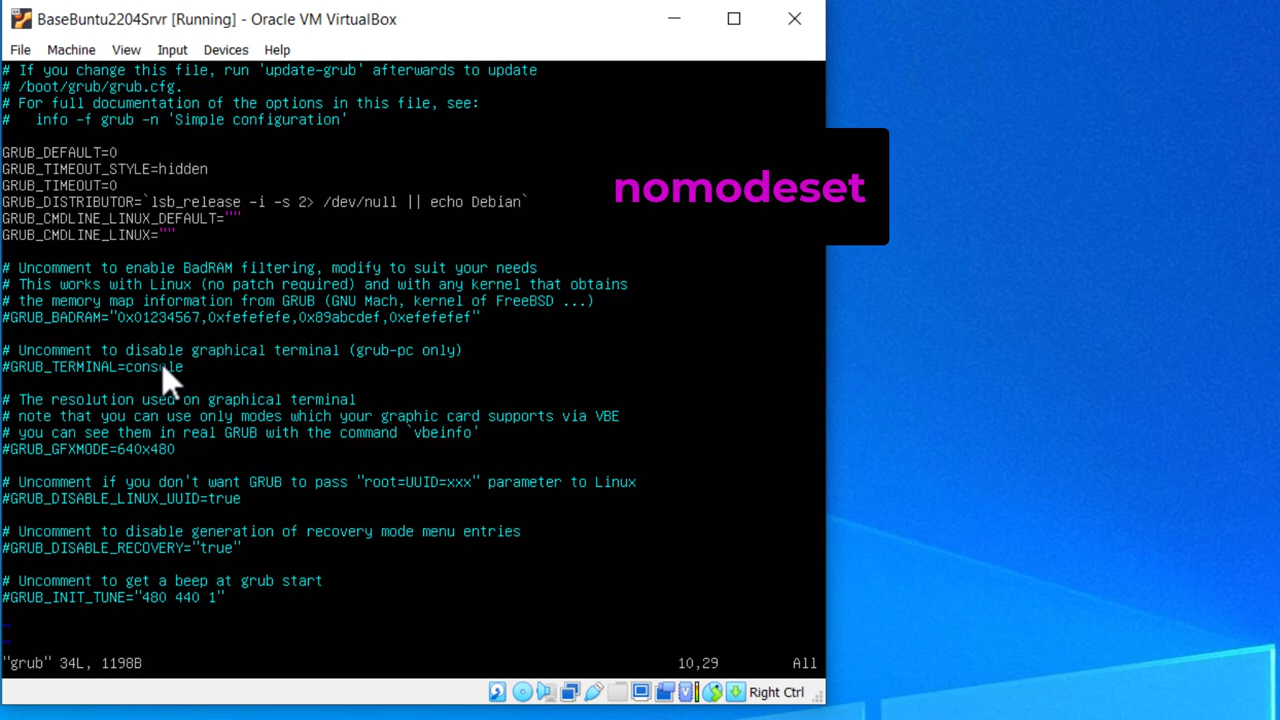 BaseBuntu2204Srvr [Running] - Oracle VM VirtualBox
File Machine View Input Devices Help
# If you change this file, run 'update-grub' afterwards to update
# /boot/grub/grub.cfg.
# For full documentation of the options in this file, see:
#   info -f grub -n 'Simple configuration'
GRUB_DEFAULT=0
GRUB_TIMEOUT_STYLE=hidden
GRUB_TIMEOUT=0
GRUB_DISTRIBUTOR=`lsb_release -i -s 2> /dev/null || echo Debian`
GRUB_CMDLINE_LINUX_DEFAULT=""
GRUB_CMDLINE_LINUX=""
nomodeset
# Uncomment to enable BadRAM filtering, modify to suit your needs
# This works with Linux (no patch required) and with any kernel that obtains
# the memory map information from GRUB (GNU Mach, kernel of FreeBSD ...)
#GRUB_BADRAM="0x01234567,0xfefefefe,0x89abcdef,0xefefefef"
# Uncomment to disable graphical terminal (grub-pc only)
#GRUB_TERMINAL=console
# The resolution used on graphical terminal
# note that you can use only modes which your graphic card supports via VBE
# you can see them in real GRUB with the command `vbeinfo'
#GRUB_GFXMODE=640x480
# Uncomment if you don't want GRUB to pass "root=UUID=xxx" parameter to Linux
#GRUB_DISABLE_LINUX_UUID=true
# Uncomment to disable generation of recovery mode menu entries
#GRUB_DISABLE_RECOVERY="true"
# Uncomment to get a beep at grub start
#GRUB_INIT_TUNE="480 440 1"
~
~
"grub" 34L, 1198B 10,29 All
Right Ctrl